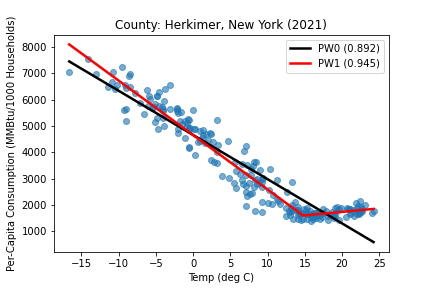 County: Herkimer, New York (2021)
PW0 (0.892)
PW1 (0.945)
Per-Capita Consumption (MMBtu/1000 Households)
8000
7000
6000
5000
4000
3000
2000
1000
−15 −10 −5 0 5 10 15 20 25
Temp (deg C)